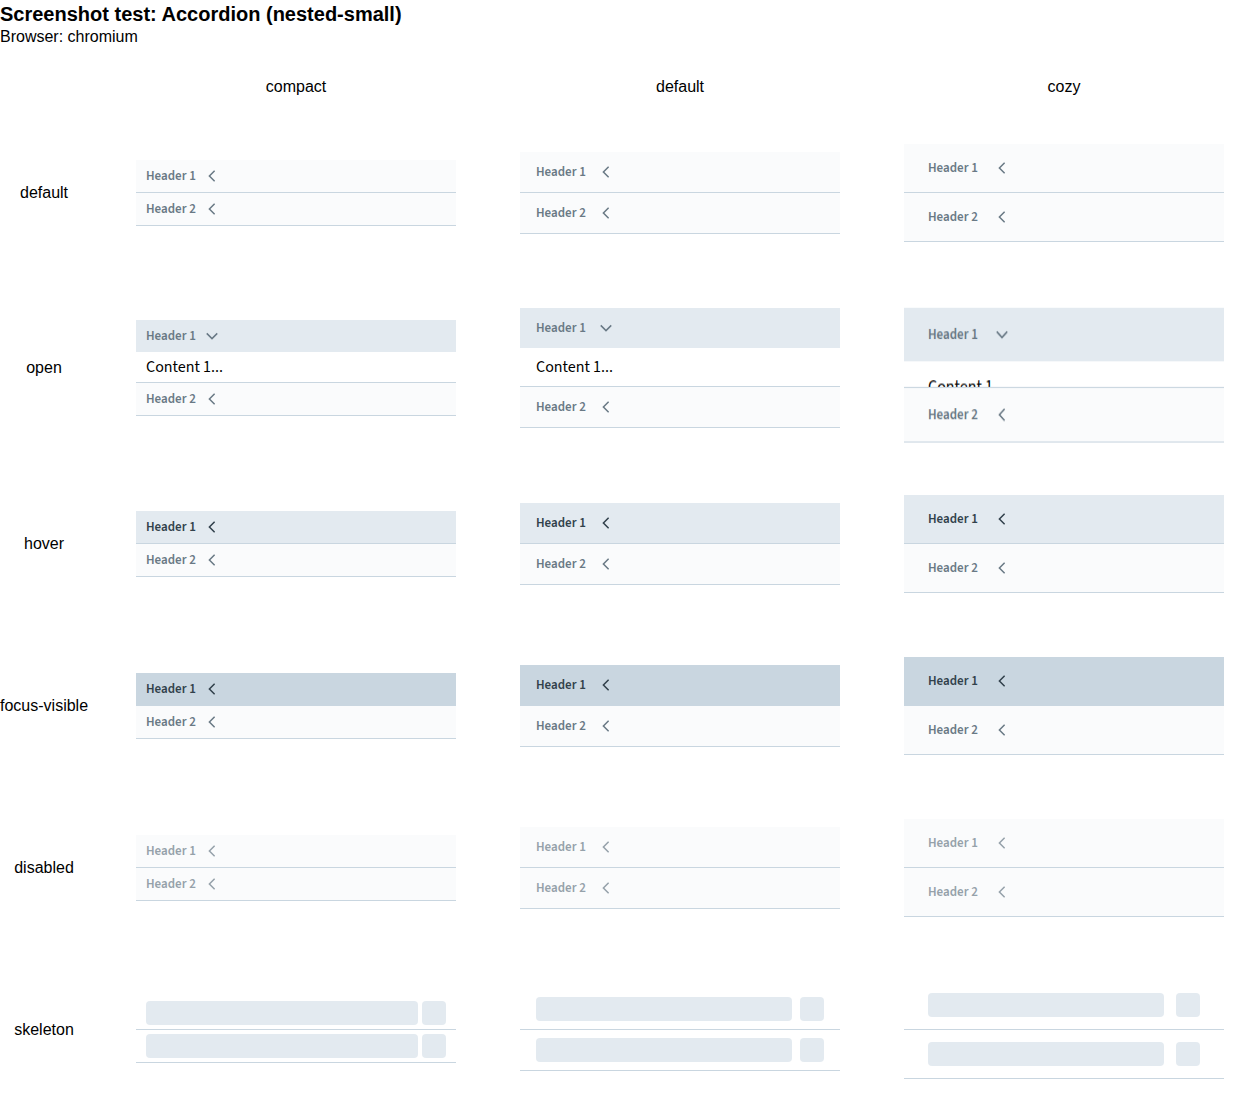 Screenshot test: Accordion (nested-small)
Browser: chromium
compact default cozy
default
Header 1 Header 1 Header 1
Header 2 Header 2 Header 2
open
Header 1 Header 1 Header 1
Content 1... Content 1... Content 1
Header 2 Header 2 Header 2
hover
Header 1 Header 1 Header 1
Header 2 Header 2 Header 2
focus-visible
Header 1 Header 1 Header 1
Header 2 Header 2 Header 2
disabled
Header 1 Header 1 Header 1
Header 2 Header 2 Header 2
skeleton